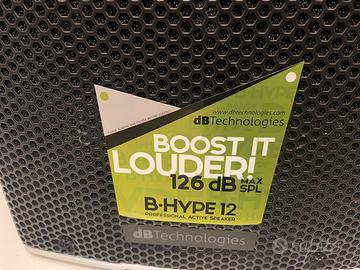 www.dbtechnologies.com
dBTechnologies
BOOST IT
LOUDER!
126 dB MAX SPL
B·HYPE 12
PROFESSIONAL ACTIVE SPEAKER
dBTechnologies